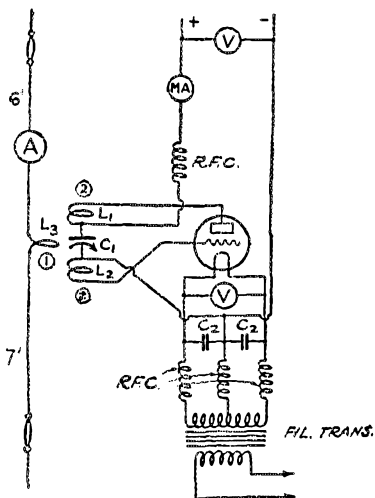 + -
V
MA
6'
A
R.F.C.
②
L₁
L₃
C₁
①
L₂
②
V
C₂ C₂
7'
R.F.C.
FIL. TRANS.